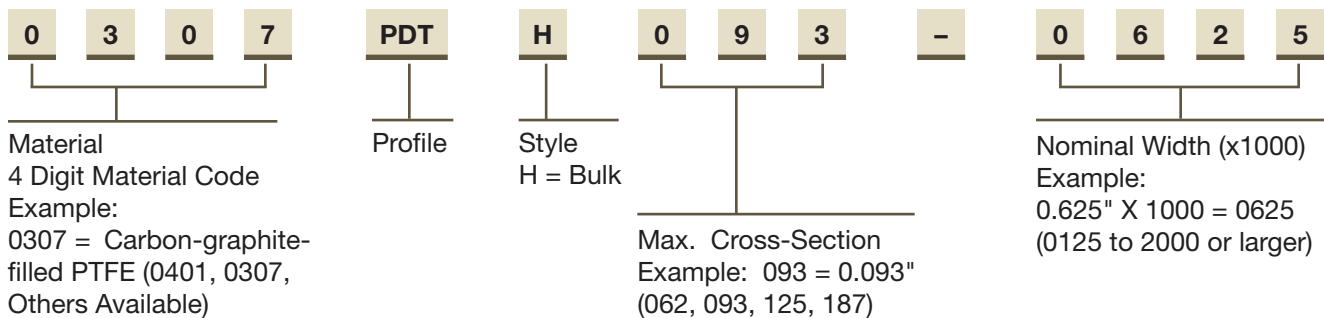 0 3 0 7 PDT H 0 9 3 – 0 6 2 5
Material
4 Digit Material Code
Example:
0307 = Carbon-graphite-
filled PTFE (0401, 0307,
Others Available)
Profile
Style
H = Bulk
Max. Cross-Section
Example: 093 = 0.093"
(062, 093, 125, 187)
Nominal Width (x1000)
Example:
0.625" X 1000 = 0625
(0125 to 2000 or larger)